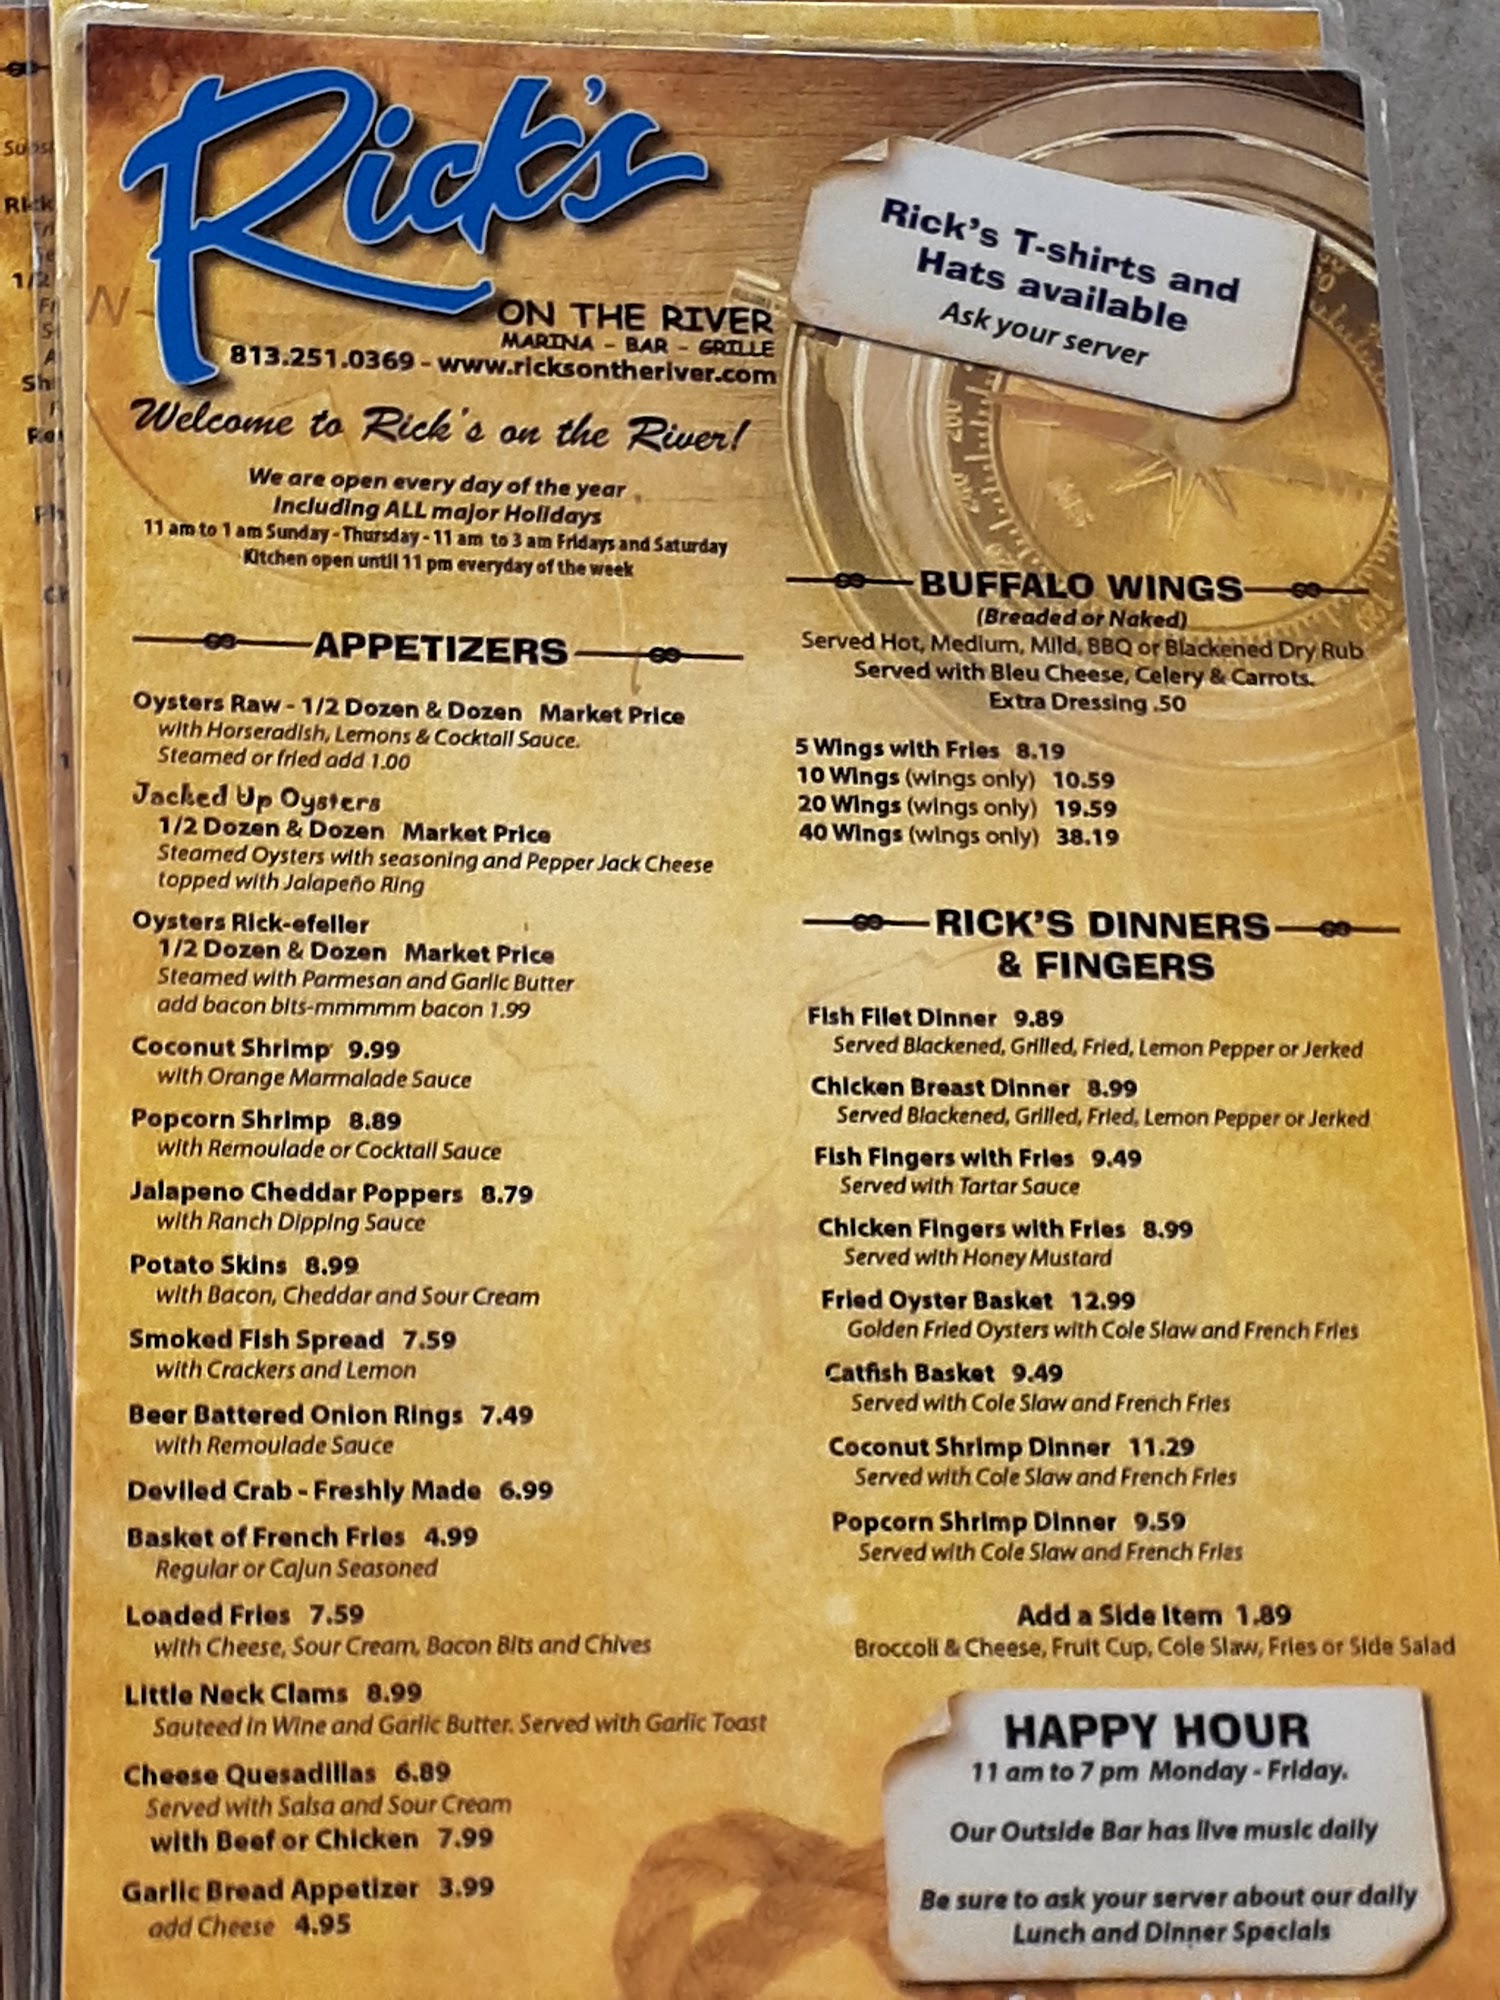 Rick's
ON THE RIVER
MARINA - BAR - GRILLE
813.251.0369 - www.ricksontheriver.com
Welcome to Rick's on the River!
We are open every day of the year
Including ALL major Holidays
11 am to 1 am Sunday - Thursday - 11 am to 3 am Fridays and Saturday
Kitchen open until 11 pm everyday of the week
Rick's T-shirts and
Hats available
Ask your server
APPETIZERS
Oysters Raw - 1/2 Dozen & Dozen Market Price
with Horseradish, Lemons & Cocktail Sauce.
Steamed or fried add 1.00
Jacked Up Oysters
1/2 Dozen & Dozen Market Price
Steamed Oysters with seasoning and Pepper Jack Cheese
topped with Jalapeño Ring
Oysters Rick-efeller
1/2 Dozen & Dozen Market Price
Steamed with Parmesan and Garlic Butter
add bacon bits-mmmmm bacon 1.99
Coconut Shrimp 9.99
with Orange Marmalade Sauce
Popcorn Shrimp 8.89
with Remoulade or Cocktail Sauce
Jalapeno Cheddar Poppers 8.79
with Ranch Dipping Sauce
Potato Skins 8.99
with Bacon, Cheddar and Sour Cream
Smoked Fish Spread 7.59
with Crackers and Lemon
Beer Battered Onion Rings 7.49
with Remoulade Sauce
Deviled Crab - Freshly Made 6.99
Basket of French Fries 4.99
Regular or Cajun Seasoned
Loaded Fries 7.59
with Cheese, Sour Cream, Bacon Bits and Chives
Little Neck Clams 8.99
Sauteed in Wine and Garlic Butter. Served with Garlic Toast
Cheese Quesadillas 6.89
Served with Salsa and Sour Cream
with Beef or Chicken 7.99
Garlic Bread Appetizer 3.99
add Cheese 4.95
BUFFALO WINGS
(Breaded or Naked)
Served Hot, Medium, Mild, BBQ or Blackened Dry Rub
Served with Bleu Cheese, Celery & Carrots.
Extra Dressing .50
5 Wings with Fries 8.19
10 Wings (wings only) 10.59
20 Wings (wings only) 19.59
40 Wings (wings only) 38.19
RICK'S DINNERS
& FINGERS
Fish Filet Dinner 9.89
Served Blackened, Grilled, Fried, Lemon Pepper or Jerked
Chicken Breast Dinner 8.99
Served Blackened, Grilled, Fried, Lemon Pepper or Jerked
Fish Fingers with Fries 9.49
Served with Tartar Sauce
Chicken Fingers with Fries 8.99
Served with Honey Mustard
Fried Oyster Basket 12.99
Golden Fried Oysters with Cole Slaw and French Fries
Catfish Basket 9.49
Served with Cole Slaw and French Fries
Coconut Shrimp Dinner 11.29
Served with Cole Slaw and French Fries
Popcorn Shrimp Dinner 9.59
Served with Cole Slaw and French Fries
Add a Side Item 1.89
Broccoli & Cheese, Fruit Cup, Cole Slaw, Fries or Side Salad
HAPPY HOUR
11 am to 7 pm Monday - Friday.
Our Outside Bar has live music daily
Be sure to ask your server about our daily
Lunch and Dinner Specials